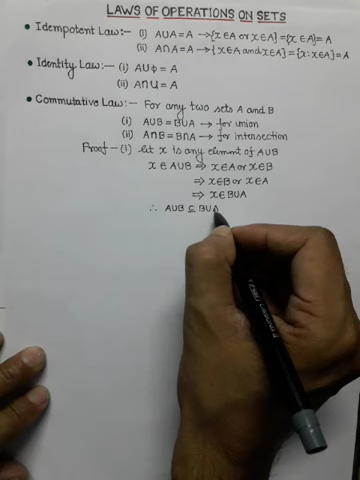 LAWS OF OPERATIONS ON SETS
• Idempotent Law:- (i) A∪A = A → {x∈A or x∈A} = {x∈A} = A
(ii) A∩A = A → {x∈A and x∈A} = {x: x∈A} = A
• Identity Law:- (i) A∪ϕ = A
(ii) A∩U = A
• Commutative Law:- For any two sets A and B
(i) A∪B = B∪A → for union
(ii) A∩B = B∩A → for intersection
Proof - (i) let x is any element of A∪B
x ∈ A∪B ⇒ x∈A or x∈B
⇒ x∈B or x∈A
⇒ x∈B∪A
∴ A∪B ⊆ B∪A